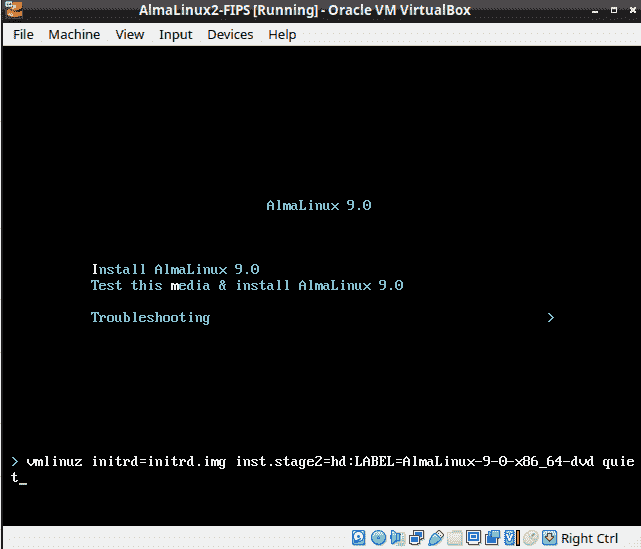 AlmaLinux2-FIPS [Running] - Oracle VM VirtualBox
File Machine View Input Devices Help
AlmaLinux 9.0
Install AlmaLinux 9.0
Test this media & install AlmaLinux 9.0
Troubleshooting >
> vmlinuz initrd=initrd.img inst.stage2=hd:LABEL=AlmaLinux-9-0-x86_64-dvd quie
t_
Right Ctrl